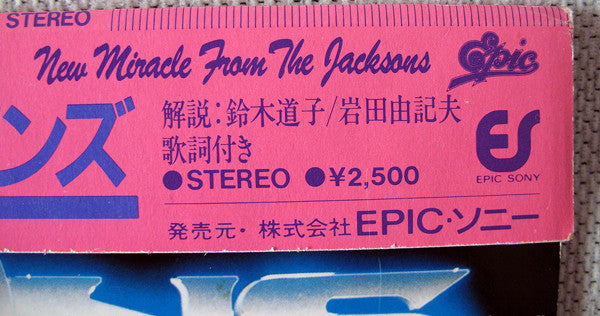 STEREO
New Miracle From The Jacksons
Epic
ンズ
解説:鈴木道子/岩田由記夫
歌詞付き
●STEREO ●¥2,500
ES
EPIC SONY
発売元・株式会社EPIC・ソニー